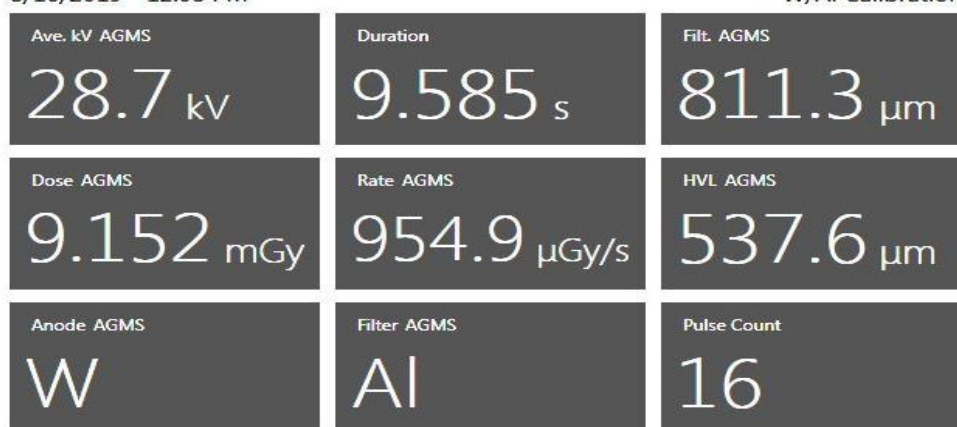 Ave. kV AGMS
28.7 kV
Duration
9.585 s
Filt. AGMS
811.3 µm
Dose AGMS
9.152 mGy
Rate AGMS
954.9 µGy/s
HVL AGMS
537.6 µm
Anode AGMS
W
Filter AGMS
Al
Pulse Count
16